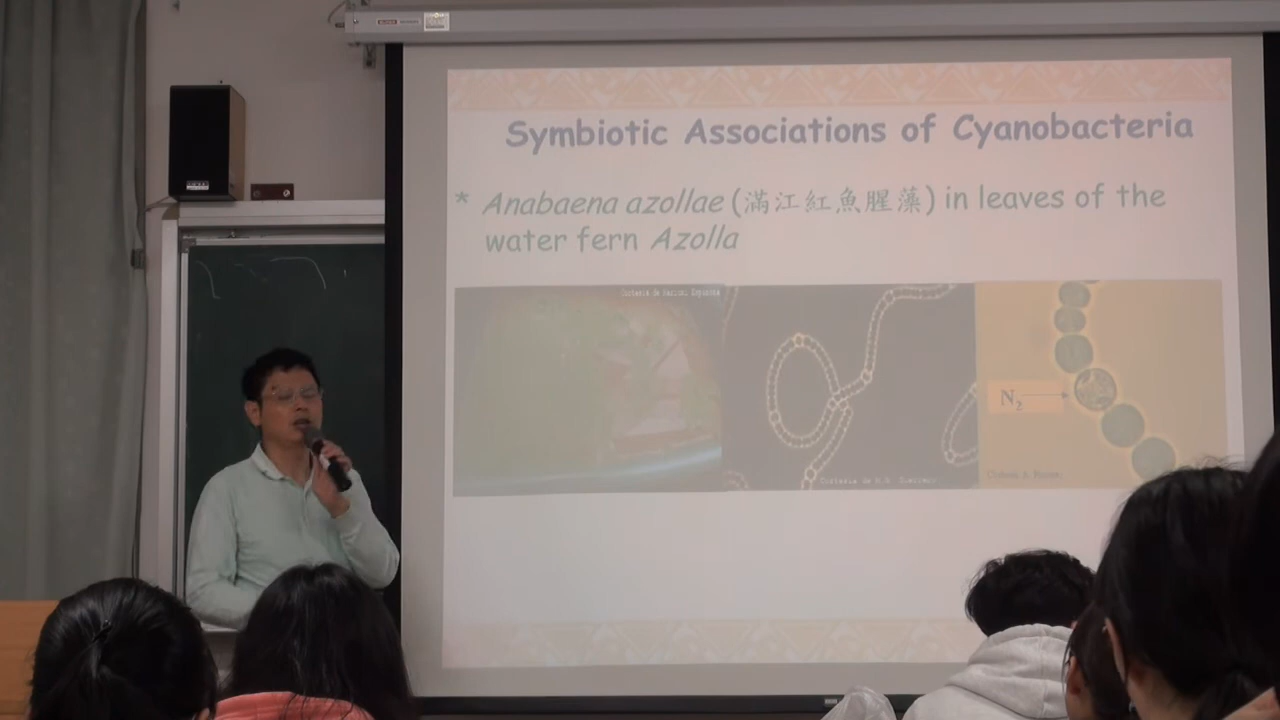 Symbiotic Associations of Cyanobacteria
* Anabaena azollae (滿江紅魚腥藻) in leaves of the
water fern Azolla
N2